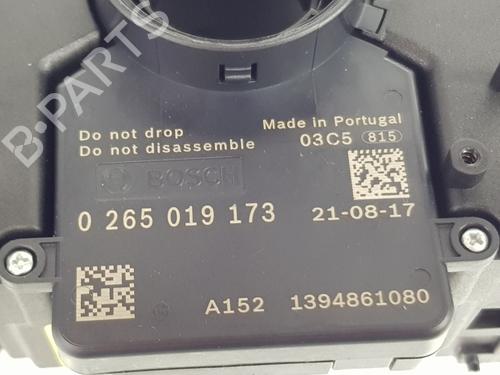 B-PARTS
Do not drop
Do not disassemble
Made in Portugal
03C5 815
BOSCH
0 265 019 173
21-08-17
A152 1394861080